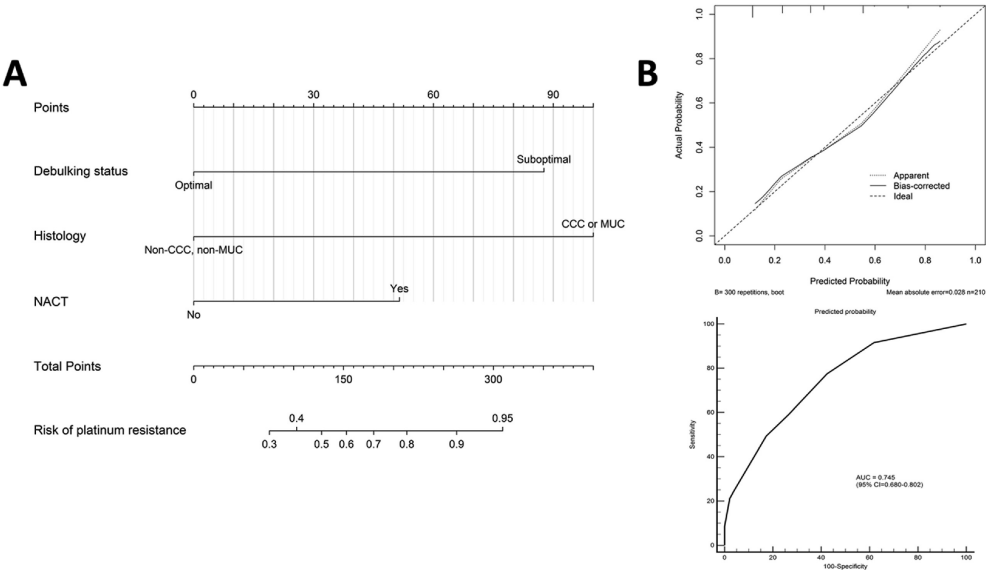 A
Points
0 30 60 90
Debulking status
Suboptimal
Optimal
Histology
CCC or MUC
Non-CCC, non-MUC
NACT
Yes
No
Total Points
0 150 300
Risk of platinum resistance
0.4 0.95
0.3 0.5 0.6 0.7 0.8 0.9
B
Actual Probability
1.0
0.8
0.6
0.4
0.2
0.0
Apparent
Bias-corrected
Ideal
0.0 0.2 0.4 0.6 0.8 1.0
Predicted Probability
B= 300 repetitions, boot
Mean absolute error=0.028 n=210
Predicted probability
Sensitivity
100
80
60
40
20
0
AUC = 0.745
(95% CI=0.680-0.802)
0 20 40 60 80 100
100-Specificity